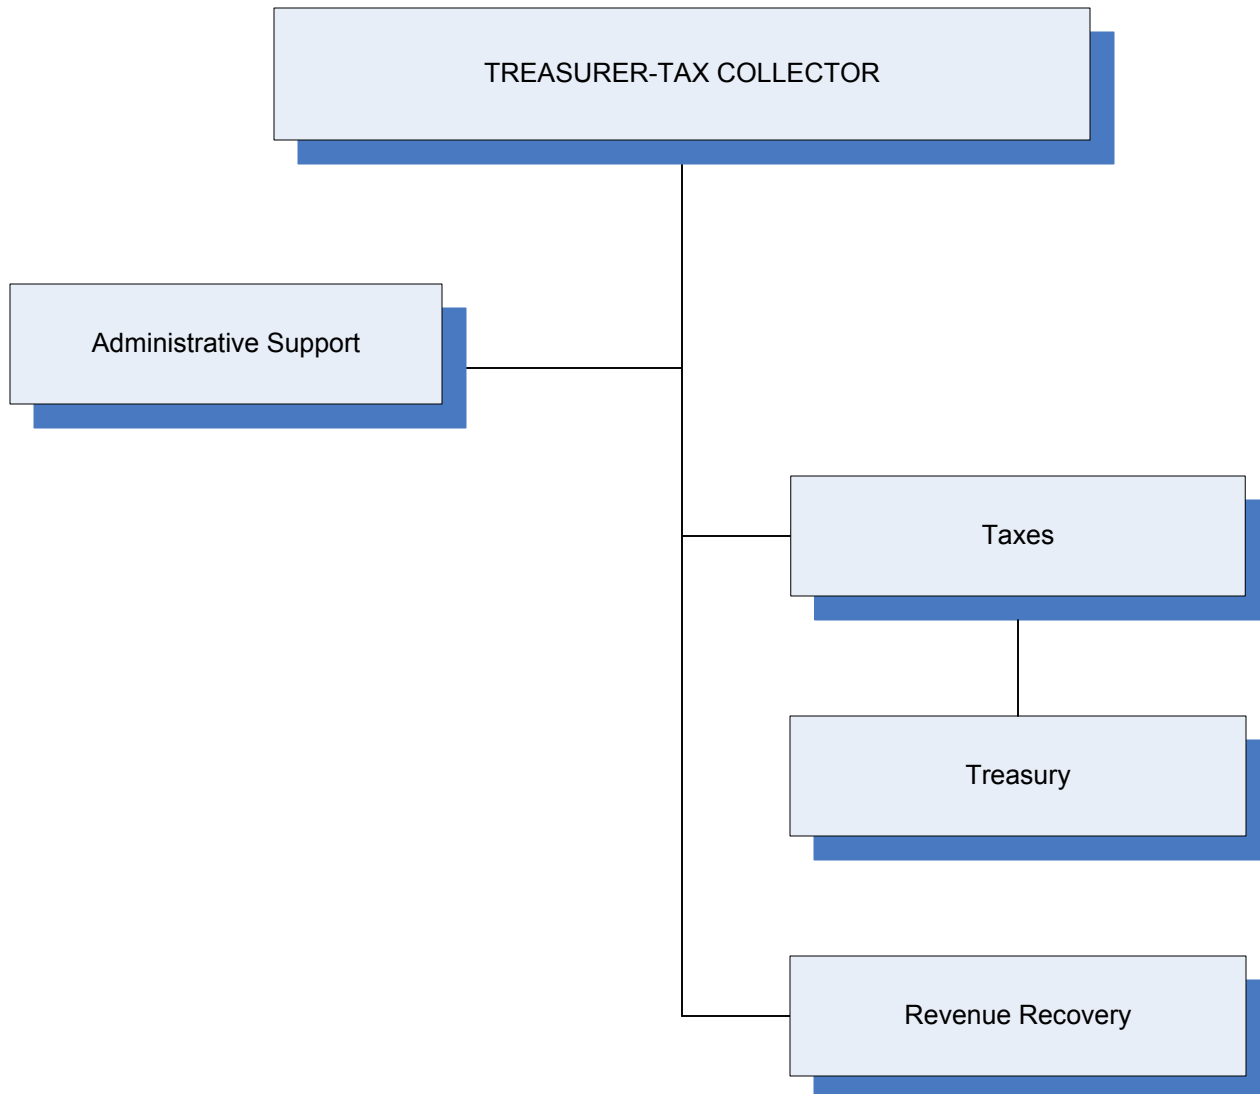 TREASURER-TAX COLLECTOR
Administrative Support
Taxes
Treasury
Revenue Recovery